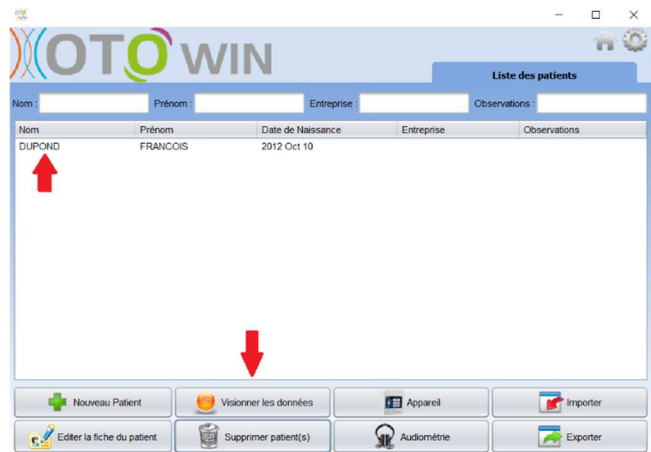 OTO WIN
Liste des patients
Nom : Prénom : Entreprise : Observations :
Nom Prénom Date de Naissance Entreprise Observations
DUPOND FRANCOIS 2012 Oct 10
Nouveau Patient Visionner les données Appareil Importer
Editer la fiche du patient Supprimer patient(s) Audiométrie Exporter